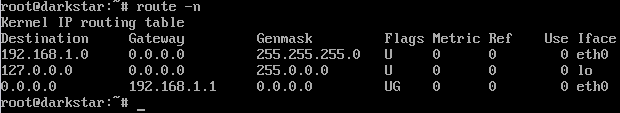 root@darkstar:~# route -n
Kernel IP routing table
Destination     Gateway         Genmask         Flags Metric Ref    Use Iface
192.168.1.0     0.0.0.0         255.255.255.0   U     0      0        0 eth0
127.0.0.0       0.0.0.0         255.0.0.0       U     0      0        0 lo
0.0.0.0         192.168.1.1     0.0.0.0         UG    0      0        0 eth0
root@darkstar:~# _